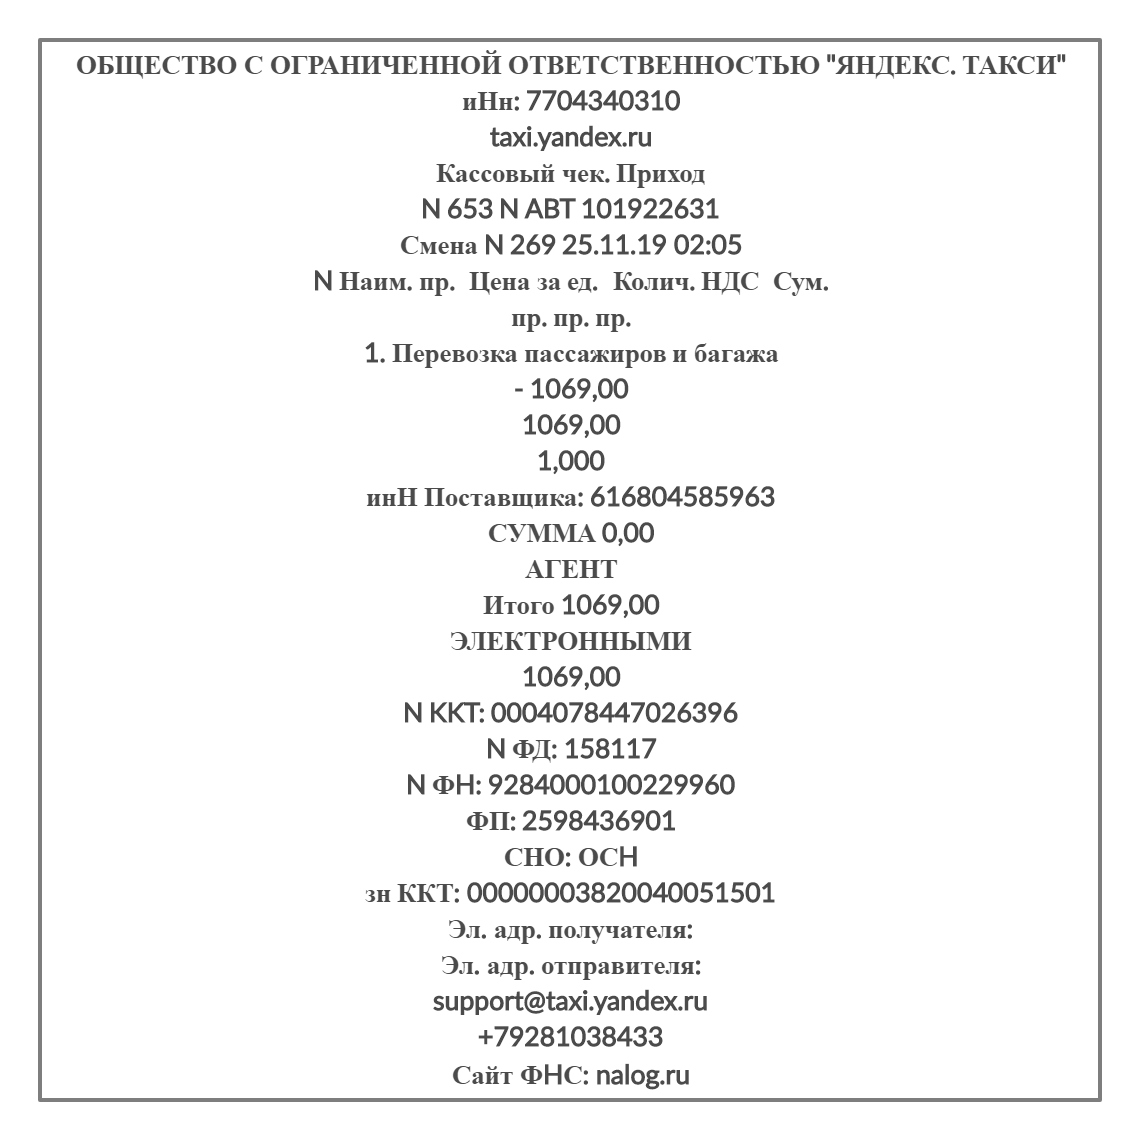 ОБЩЕСТВО С ОГРАНИЧЕННОЙ ОТВЕТСТВЕННОСТЬЮ "ЯНДЕКС. ТАКСИ"
иНн: 7704340310
taxi.yandex.ru
Кассовый чек. Приход
N 653 N АВТ 101922631
Смена N 269 25.11.19 02:05
N Наим. пр. Цена за ед. Колич. НДС Сум.
пр. пр. пр.
1. Перевозка пассажиров и багажа
- 1069,00
1069,00
1,000
инН Поставщика: 616804585963
СУММА 0,00
АГЕНТ
Итого 1069,00
ЭЛЕКТРОННЫМИ
1069,00
N ККТ: 0004078447026396
N ФД: 158117
N ФН: 9284000100229960
ФП: 2598436901
СНО: ОСН
зн ККТ: 00000003820040051501
Эл. адр. получателя:
Эл. адр. отправителя:
support@taxi.yandex.ru
+79281038433
Сайт ФНС: nalog.ru